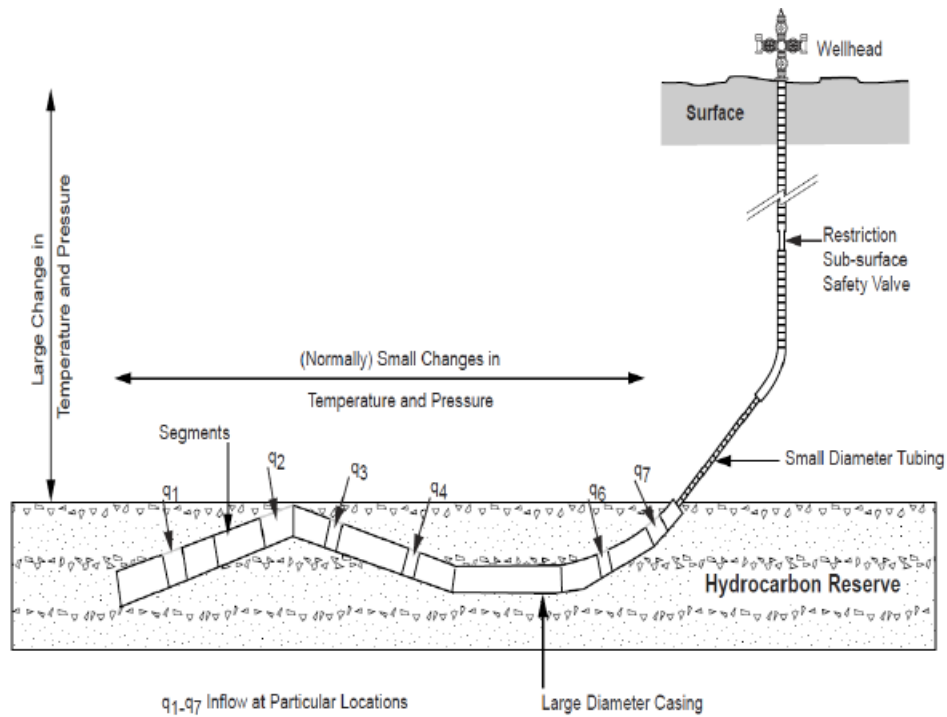 Wellhead
Surface
Large Change in
Temperature and Pressure
Restriction
Sub-surface
Safety Valve
(Normally) Small Changes in
Temperature and Pressure
Segments
q1
q2
q3
q4
q6
q7
Small Diameter Tubing
Hydrocarbon Reserve
q1-q7 Inflow at Particular Locations
Large Diameter Casing